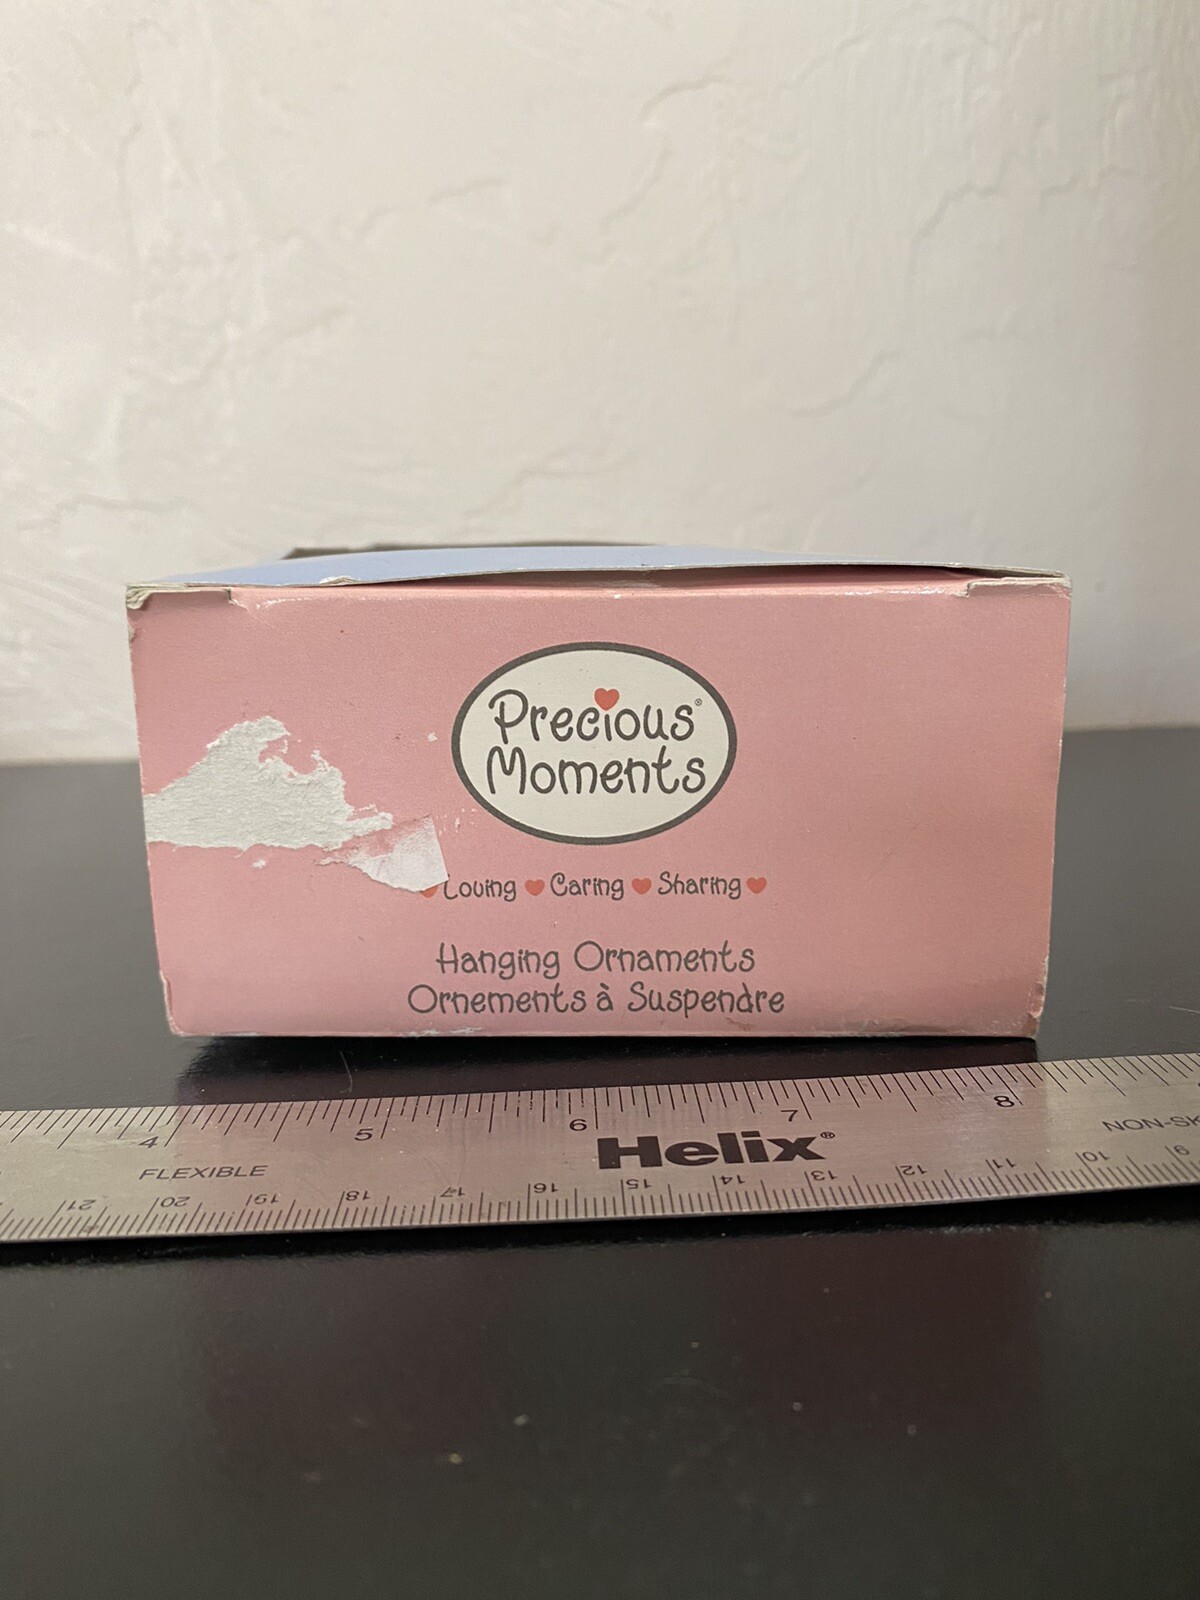 Precious®
Moments
Loving ♥ Caring ♥ Sharing ♥
Hanging Ornaments
Ornements à Suspendre
4 5 6 7 8
FLEXIBLE Helix® NON-SK
21 20 19 18 17 16 15 14 13 12 11 10 9